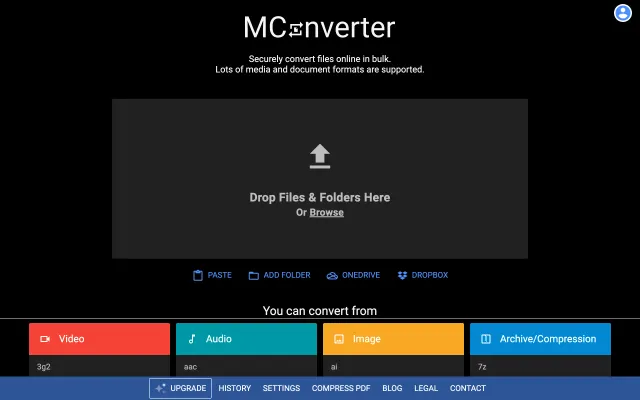 MConverter
Securely convert files online in bulk.
Lots of media and document formats are supported.
Drop Files & Folders Here
Or Browse
PASTE ADD FOLDER ONEDRIVE DROPBOX
You can convert from
Video Audio Image Archive/Compression
3g2 aac ai 7z
UPGRADE HISTORY SETTINGS COMPRESS PDF BLOG LEGAL CONTACT